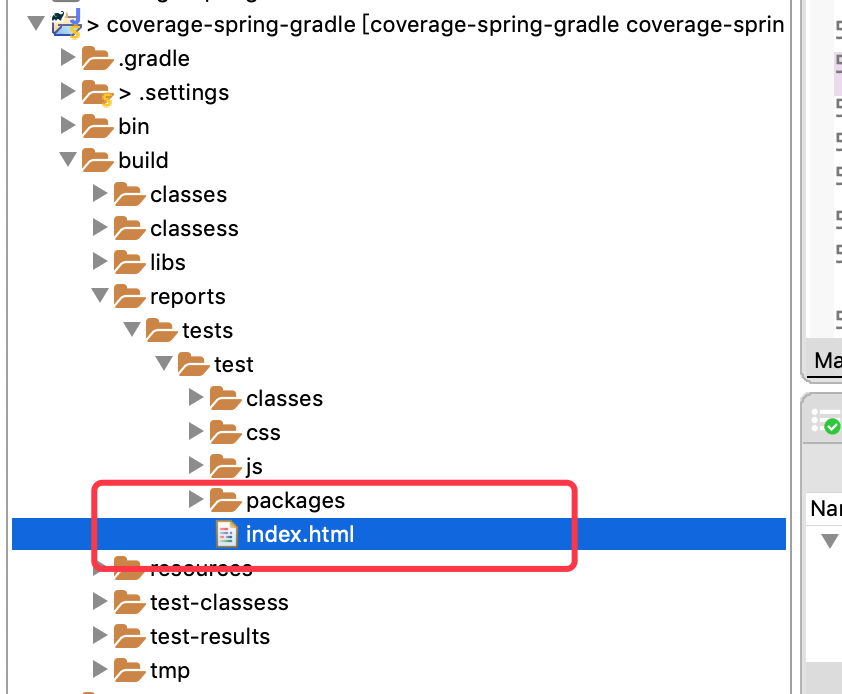 > coverage-spring-gradle [coverage-spring-gradle coverage-sprin
.gradle
> .settings
bin
build
classes
classess
libs
reports
tests
test
classes
css
js
packages
index.html
resources
test-classess
test-results
tmp
Ma
Nar